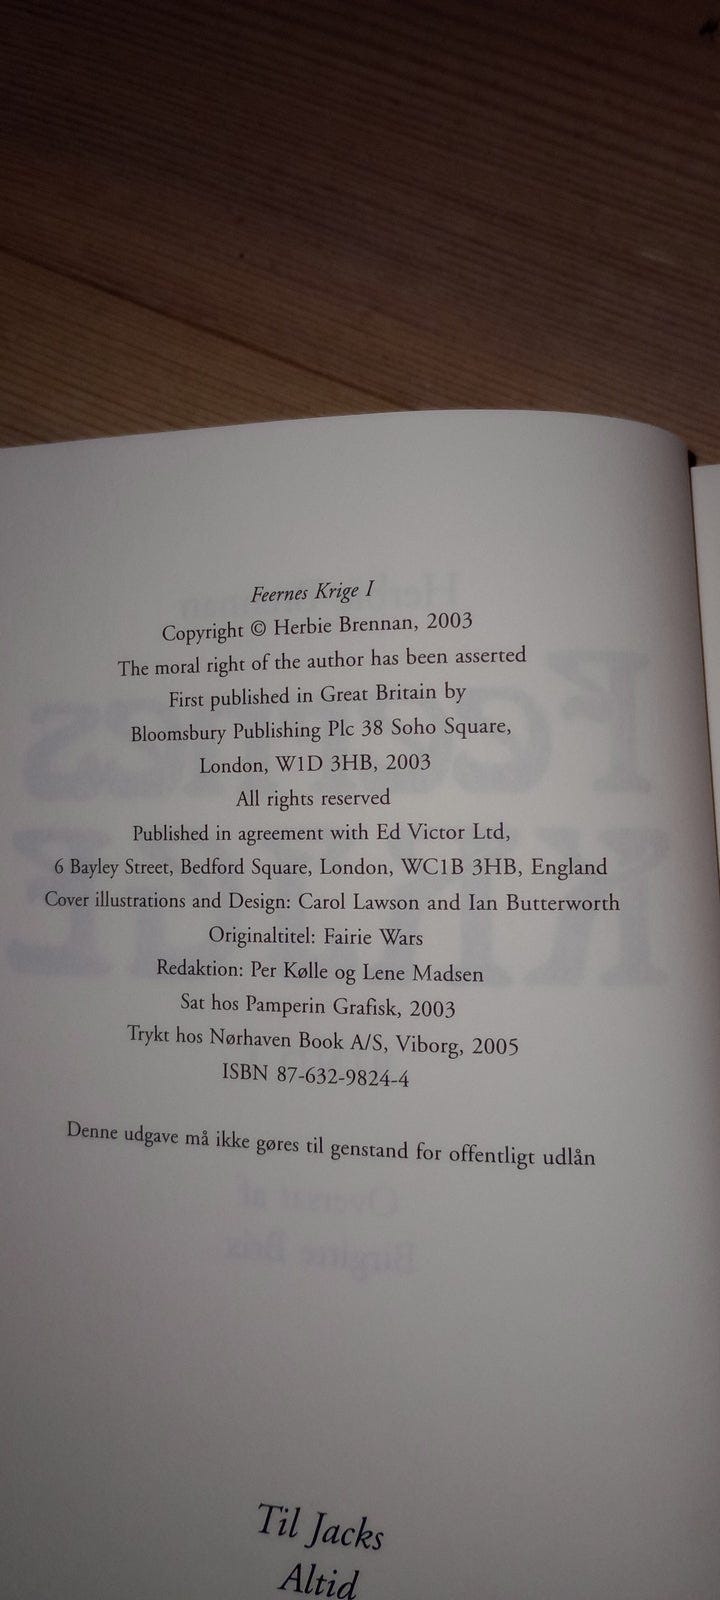 Feernes Krige I
Copyright © Herbie Brennan, 2003
The moral right of the author has been asserted
First published in Great Britain by
Bloomsbury Publishing Plc 38 Soho Square,
London, W1D 3HB, 2003
All rights reserved
Published in agreement with Ed Victor Ltd,
6 Bayley Street, Bedford Square, London, WC1B 3HB, England
Cover illustrations and Design: Carol Lawson and Ian Butterworth
Originaltitel: Fairie Wars
Redaktion: Per Kølle og Lene Madsen
Sat hos Pamperin Grafisk, 2003
Trykt hos Nørhaven Book A/S, Viborg, 2005
ISBN 87-632-9824-4
Denne udgave må ikke gøres til genstand for offentligt udlån
Oversat af
Birgitte Brix
Til Jacks
Altid